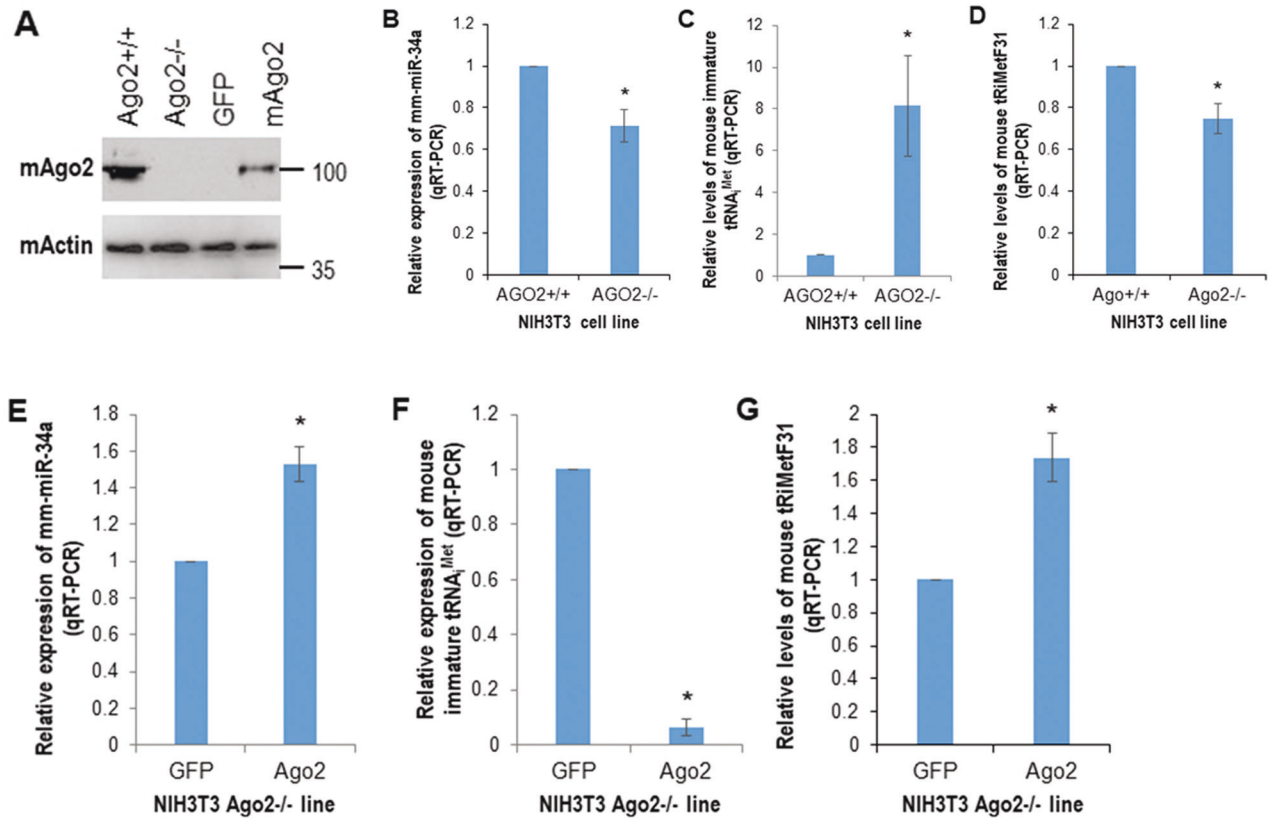 A
Ago2+/+
Ago2-/-
GFP
mAgo2
mAgo2
100
mActin
35
B
Relative expression of mm-miR-34a
(qRT-PCR)
1.2
1
0.8
0.6
0.4
0.2
0
*
AGO2+/+ AGO2-/-
NIH3T3 cell line
C
Relative levels of mouse immature
tRNAiMet (qRT-PCR)
12
10
8
6
4
2
0
*
AGO2+/+ AGO2-/-
NIH3T3 cell line
D
Relative levels of mouse tRiMetF31
(qRT-PCR)
1.2
1
0.8
0.6
0.4
0.2
0
*
Ago+/+ Ago2-/-
NIH3T3 cell line
E
Relative expression of mm-miR-34a
(qRT-PCR)
1.8
1.6
1.4
1.2
1
0.8
0.6
0.4
0.2
0
*
GFP Ago2
NIH3T3 Ago2-/- line
F
Relative expression of mouse
immature tRNAiMet (qRT-PCR)
1.2
1
0.8
0.6
0.4
0.2
0
*
GFP Ago2
NIH3T3 Ago2-/- line
G
Relative levels of mouse tRiMetF31
(qRT-PCR)
2
1.8
1.6
1.4
1.2
1
0.8
0.6
0.4
0.2
0
*
GFP Ago2
NIH3T3 Ago2-/- line